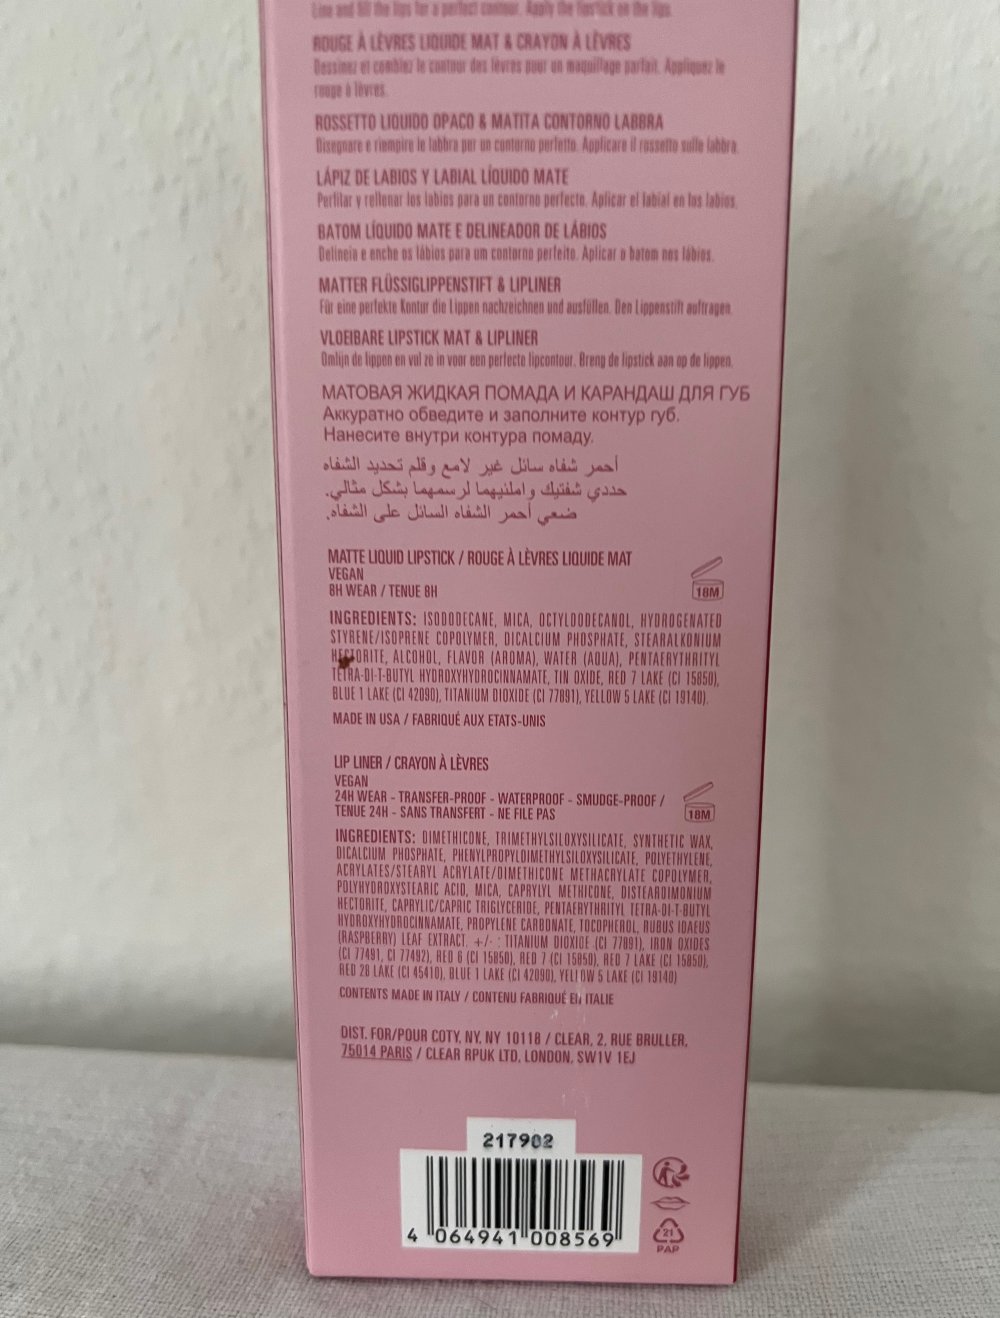 Line and fill the lips for a perfect contour. Apply the lipstick on the lips.
ROUGE À LÈVRES LIQUIDE MAT & CRAYON À LÈVRES
Dessinez et comblez le contour des lèvres pour un maquillage parfait. Appliquez le
rouge à lèvres.
ROSSETTO LIQUIDO OPACO & MATITA CONTORNO LABBRA
Disegnare e riempire le labbra per un contorno perfetto. Applicare il rossetto sulle labbra.
LÁPIZ DE LABIOS Y LABIAL LÍQUIDO MATE
Perfilar y rellenar los labios para un contorno perfecto. Aplicar el labial en los labios.
BATOM LÍQUIDO MATE E DELINEADOR DE LÁBIOS
Delineia e enche os lábios para um contorno perfeito. Aplicar o batom nos lábios.
MATTER FLÜSSIGLIPPENSTIFT & LIPLINER
Für eine perfekte Kontur die Lippen nachzeichnen und ausfüllen. Den Lippenstift auftragen.
VLOEIBARE LIPSTICK MAT & LIPLINER
Omlijn de lippen en vul ze in voor een perfecte lipcontour. Breng de lipstick aan op de lippen.
МАТОВАЯ ЖИДКАЯ ПОМАДА И КАРАНДАШ ДЛЯ ГУБ
Аккуратно обведите и заполните контур губ.
Нанесите внутри контура помаду.
أحمر شفاه سائل غير لامع وقلم تحديد الشفاه
حددي شفتيك واملئيهما لرسمهما بشكل مثالي.
ضعي أحمر الشفاه السائل على الشفاه.
MATTE LIQUID LIPSTICK / ROUGE À LÈVRES LIQUIDE MAT
VEGAN
8H WEAR / TENUE 8H
18M
INGREDIENTS: ISODODECANE, MICA, OCTYLDODECANOL, HYDROGENATED
STYRENE/ISOPRENE COPOLYMER, DICALCIUM PHOSPHATE, STEARALKONIUM
HECTORITE, ALCOHOL, FLAVOR (AROMA), WATER (AQUA), PENTAERYTHRITYL
TETRA-DI-T-BUTYL HYDROXYHYDROCINNAMATE, TIN OXIDE, RED 7 LAKE (CI 15850),
BLUE 1 LAKE (CI 42090), TITANIUM DIOXIDE (CI 77891), YELLOW 5 LAKE (CI 19140).
MADE IN USA / FABRIQUÉ AUX ETATS-UNIS
LIP LINER / CRAYON À LÈVRES
VEGAN
24H WEAR - TRANSFER-PROOF - WATERPROOF - SMUDGE-PROOF /
TENUE 24H - SANS TRANSFERT - NE FILE PAS
18M
INGREDIENTS: DIMETHICONE, TRIMETHYLSILOXYSILICATE, SYNTHETIC WAX,
DICALCIUM PHOSPHATE, PHENYLPROPYLDIMETHYLSILOXYSILICATE, POLYETHYLENE,
ACRYLATES/STEARYL ACRYLATE/DIMETHICONE METHACRYLATE COPOLYMER,
POLYHYDROXYSTEARIC ACID, MICA, CAPRYLYL METHICONE, DISTEARDIMONIUM
HECTORITE, CAPRYLIC/CAPRIC TRIGLYCERIDE, PENTAERYTHRITYL TETRA-DI-T-BUTYL
HYDROXYHYDROCINNAMATE, PROPYLENE CARBONATE, TOCOPHEROL, RUBUS IDAEUS
(RASPBERRY) LEAF EXTRACT. +/- : TITANIUM DIOXIDE (CI 77891), IRON OXIDES
(CI 77491, CI 77492), RED 6 (CI 15850), RED 7 (CI 15850), RED 7 LAKE (CI 15850),
RED 28 LAKE (CI 45410), BLUE 1 LAKE (CI 42090), YELLOW 5 LAKE (CI 19140)
CONTENTS MADE IN ITALY / CONTENU FABRIQUÉ EN ITALIE
DIST. FOR/POUR COTY, NY, NY 10118 / CLEAR, 2, RUE BRULLER,
75014 PARIS / CLEAR RPUK LTD, LONDON, SW1V 1EJ
217902
4 064941 008569
21
PAP